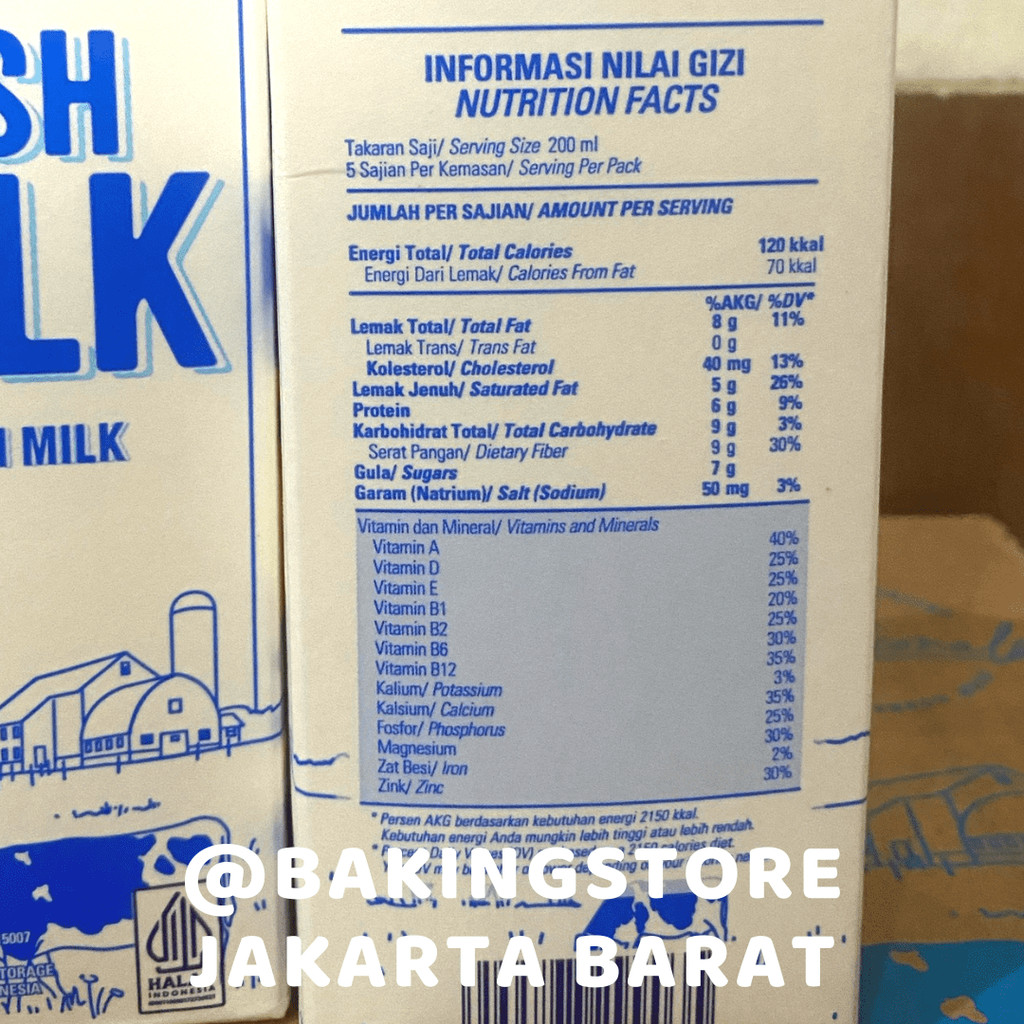 SH
LK
MILK
5007
TORAGE
NESIA
HALAL
INDONESIA
INFORMASI NILAI GIZI
NUTRITION FACTS
Takaran Saji/ Serving Size 200 ml
5 Sajian Per Kemasan/ Serving Per Pack
JUMLAH PER SAJIAN/ AMOUNT PER SERVING
Energi Total/ Total Calories 120 kkal
Energi Dari Lemak/ Calories From Fat 70 kkal
%AKG/ %DV*
Lemak Total/ Total Fat 8 g 11%
Lemak Trans/ Trans Fat 0 g
Kolesterol/ Cholesterol 40 mg 13%
Lemak Jenuh/ Saturated Fat 5 g 26%
Protein 6 g 9%
Karbohidrat Total/ Total Carbohydrate 9 g 3%
Serat Pangan/ Dietary Fiber 9 g 30%
Gula/ Sugars 7 g
Garam (Natrium)/ Salt (Sodium) 50 mg 3%
Vitamin dan Mineral/ Vitamins and Minerals
Vitamin A 40%
Vitamin D 25%
Vitamin E 25%
Vitamin B1 20%
Vitamin B2 25%
Vitamin B6 30%
Vitamin B12 35%
Kalium/ Potassium 3%
Kalsium/ Calcium 35%
Fosfor/ Phosphorus 25%
Magnesium 30%
Zat Besi/ Iron 2%
Zink/ Zinc 30%
* Persen AKG berdasarkan kebutuhan energi 2150 kkal.
Kebutuhan energi Anda mungkin lebih tinggi atau lebih rendah.
2150 calories diet.
@BAKINGSTORE
JAKARTA BARAT